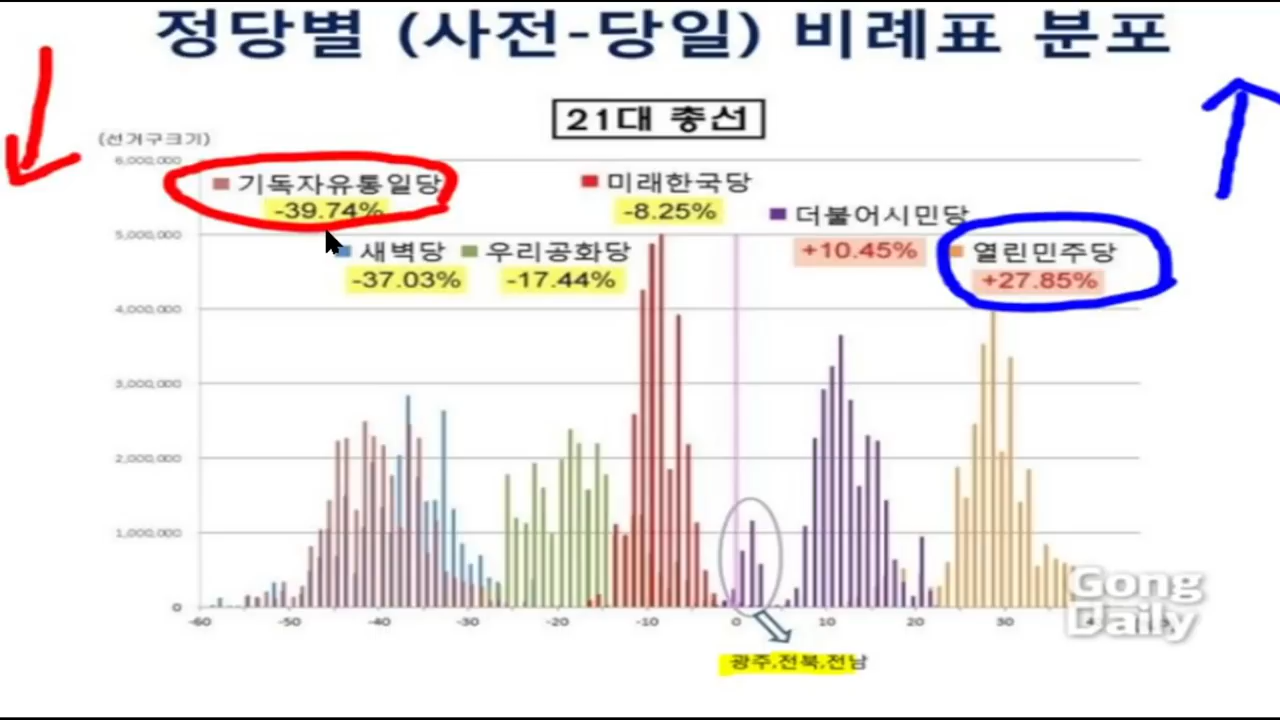 정당별 (사전-당일) 비례표 분포
21대 총선
(선거구크기)
6,000,000
기독자유통일당
-39.74%
미래한국당
-8.25%
더불어시민당
+10.45%
5,000,000
새벽당
-37.03%
우리공화당
-17.44%
열린민주당
+27.85%
4,000,000
3,000,000
2,000,000
1,000,000
0
-60 -50 -40 -30 -20 -10 0 10 20 30
광주,전북,전남
Gong
Daily